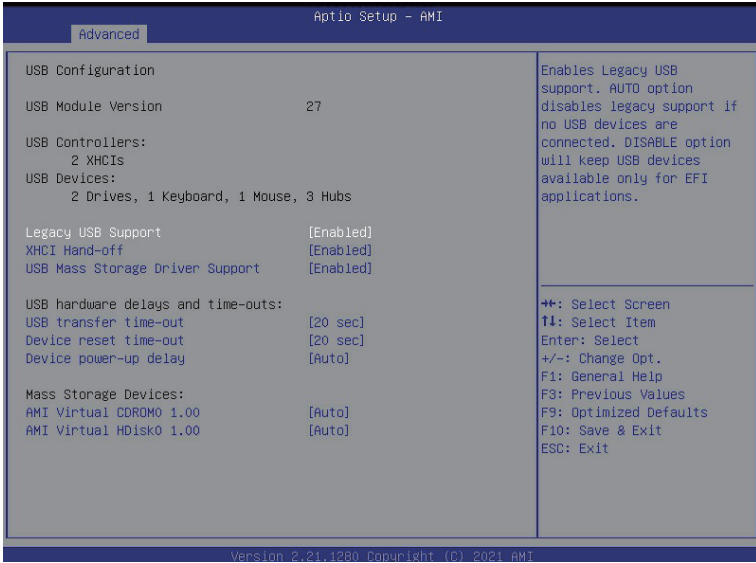 Aptio Setup – AMI
Advanced
USB Configuration
USB Module Version 27
USB Controllers:
2 XHCIs
USB Devices:
2 Drives, 1 Keyboard, 1 Mouse, 3 Hubs
Legacy USB Support [Enabled]
XHCI Hand-off [Enabled]
USB Mass Storage Driver Support [Enabled]
USB hardware delays and time-outs:
USB transfer time-out [20 sec]
Device reset time-out [20 sec]
Device power-up delay [Auto]
Mass Storage Devices:
AMI Virtual CDROM0 1.00 [Auto]
AMI Virtual HDisk0 1.00 [Auto]
Enables Legacy USB
support. AUTO option
disables legacy support if
no USB devices are
connected. DISABLE option
will keep USB devices
available only for EFI
applications.
→←: Select Screen
↑↓: Select Item
Enter: Select
+/-: Change Opt.
F1: General Help
F3: Previous Values
F9: Optimized Defaults
F10: Save & Exit
ESC: Exit
Version 2.21.1280 Copyright (C) 2021 AMI